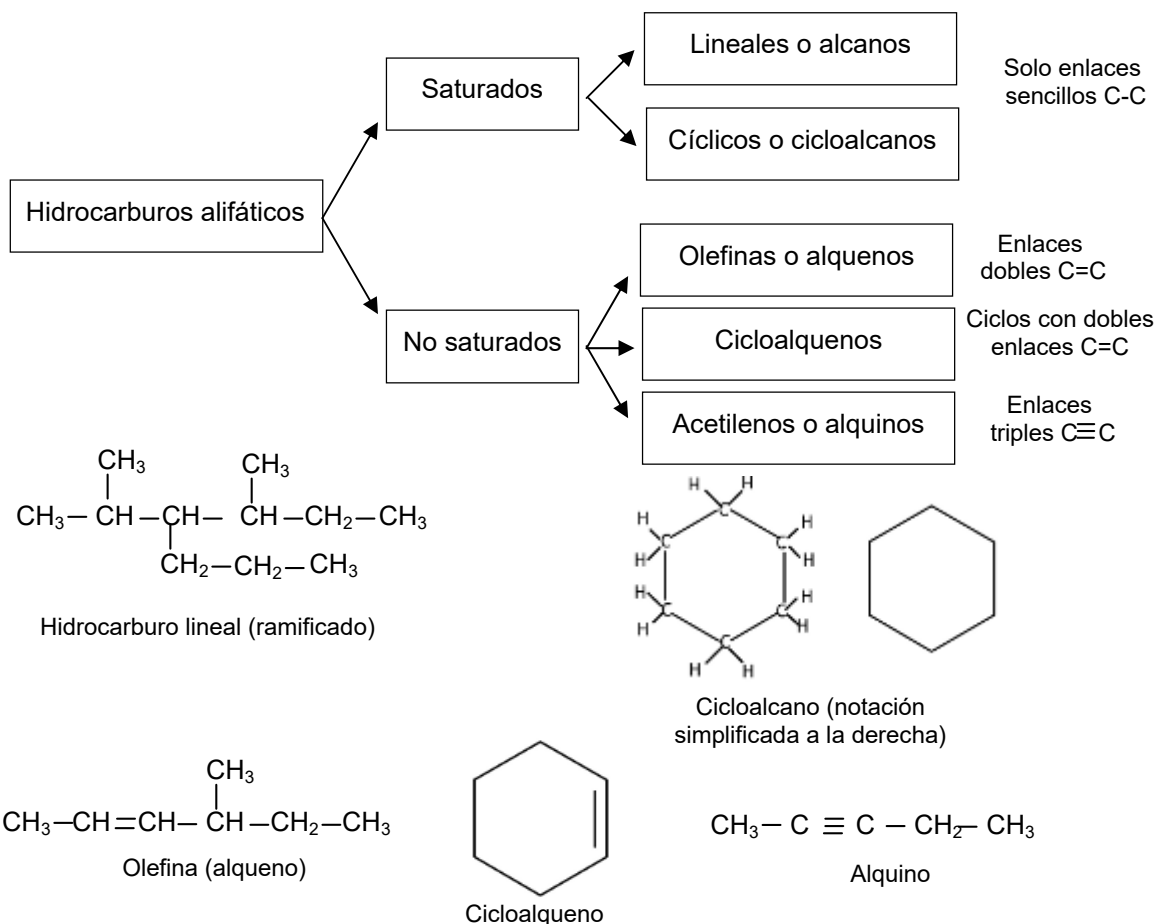 Lineales o alcanos
Saturados
Solo enlaces
sencillos C-C
Cíclicos o cicloalcanos
Hidrocarburos alifáticos
Olefinas o alquenos
Enlaces
dobles C=C
No saturados
Cicloalquenos
Ciclos con dobles
enlaces C=C
Acetilenos o alquinos
Enlaces
triples C≡C
CH₃ CH₃
CH₃–CH–CH–CH–CH₂–CH₃
CH₂–CH₂–CH₃
Hidrocarburo lineal (ramificado)
H H
H C H
H C C H
H C C H
H C H
H H
Cicloalcano (notación
simplificada a la derecha)
CH₃
CH₃–CH=CH–CH–CH₂–CH₃
Olefina (alqueno)
Cicloalqueno
CH₃–C≡C–CH₂–CH₃
Alquino